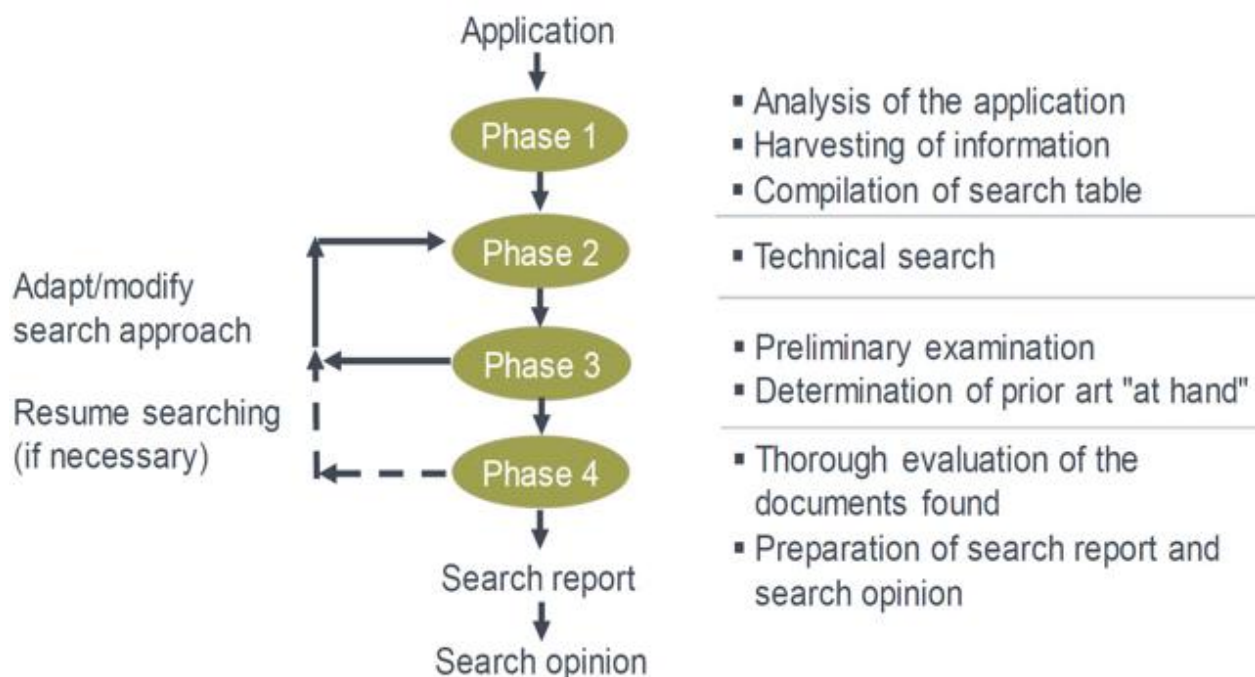 Application
Phase 1
▪ Analysis of the application
▪ Harvesting of information
▪ Compilation of search table
Phase 2
▪ Technical search
Adapt/modify
search approach
Phase 3
▪ Preliminary examination
▪ Determination of prior art "at hand"
Resume searching
(if necessary)
Phase 4
▪ Thorough evaluation of the
documents found
▪ Preparation of search report and
search opinion
Search report
Search opinion